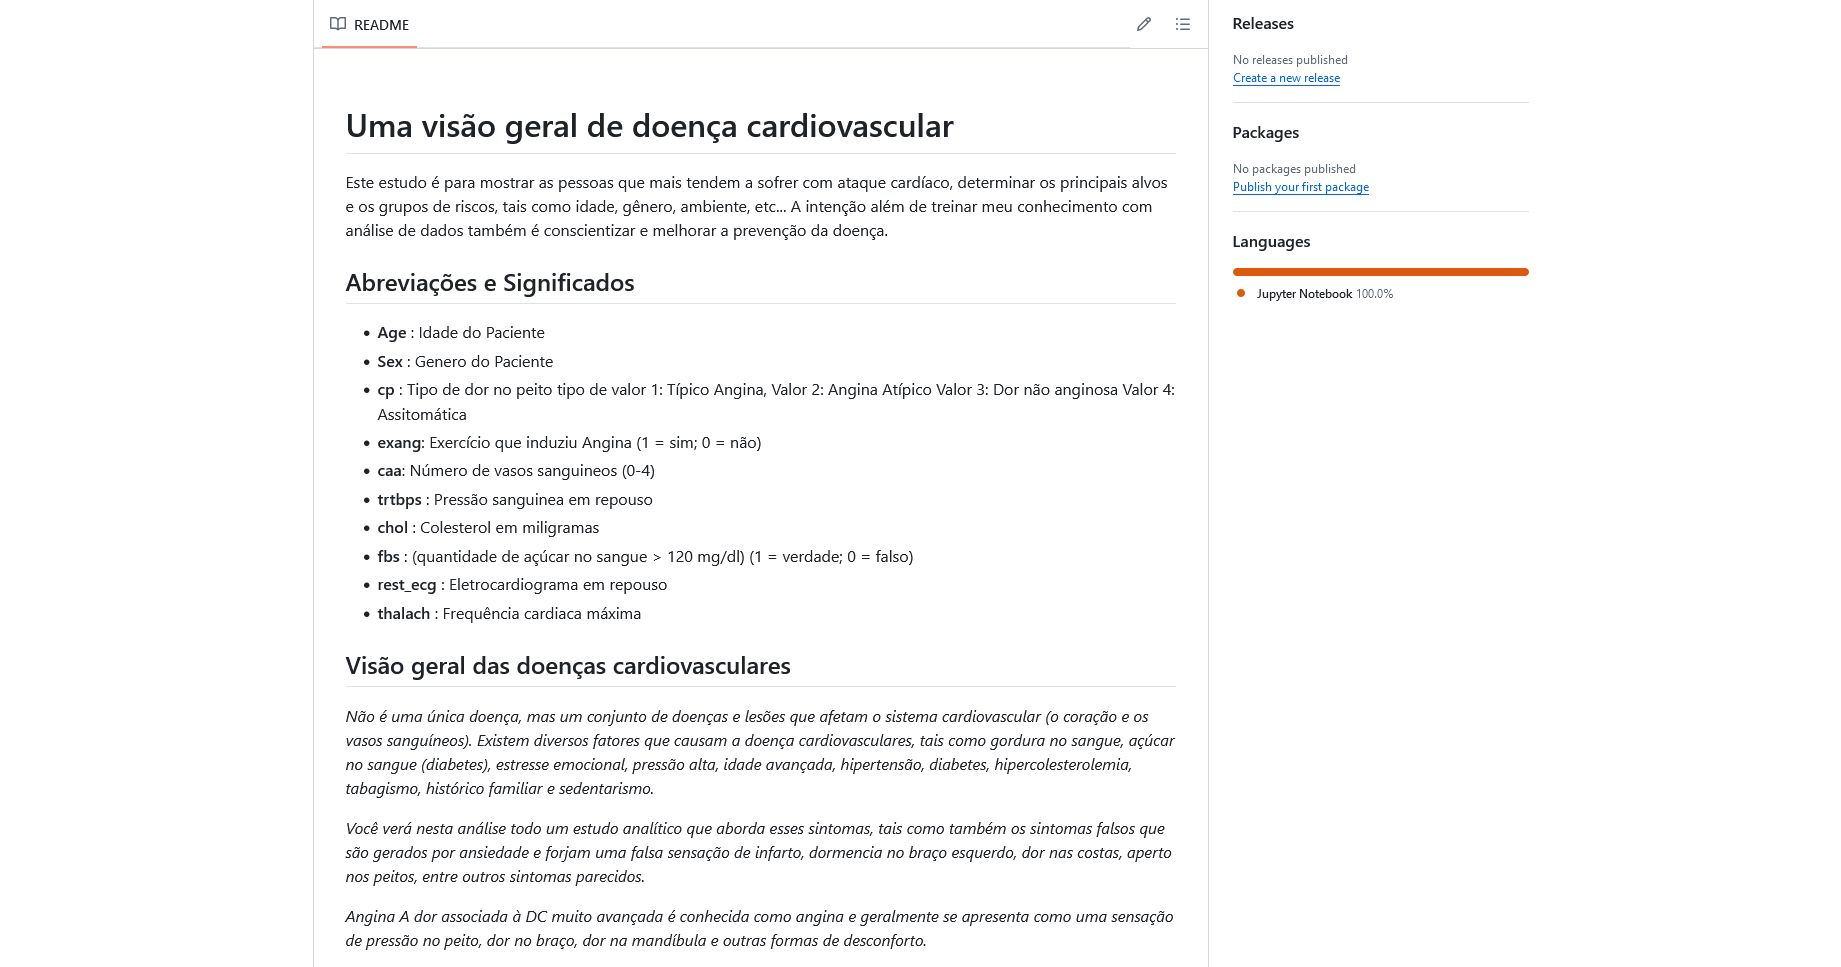 README
Uma visão geral de doença cardiovascular
Este estudo é para mostrar as pessoas que mais tendem a sofrer com ataque cardíaco, determinar os principais alvos
e os grupos de riscos, tais como idade, gênero, ambiente, etc... A intenção além de treinar meu conhecimento com
análise de dados também é conscientizar e melhorar a prevenção da doença.
Abreviações e Significados
• Age : Idade do Paciente
• Sex : Genero do Paciente
• cp : Tipo de dor no peito tipo de valor 1: Típico Angina, Valor 2: Angina Atípico Valor 3: Dor não anginosa Valor 4:
Assitomática
• exang: Exercício que induziu Angina (1 = sim; 0 = não)
• caa: Número de vasos sanguineos (0-4)
• trtbps : Pressão sanguinea em repouso
• chol : Colesterol em miligramas
• fbs : (quantidade de açúcar no sangue > 120 mg/dl) (1 = verdade; 0 = falso)
• rest_ecg : Eletrocardiograma em repouso
• thalach : Frequência cardiaca máxima
Visão geral das doenças cardiovasculares
Não é uma única doença, mas um conjunto de doenças e lesões que afetam o sistema cardiovascular (o coração e os
vasos sanguíneos). Existem diversos fatores que causam a doença cardiovasculares, tais como gordura no sangue, açúcar
no sangue (diabetes), estresse emocional, pressão alta, idade avançada, hipertensão, diabetes, hipercolesterolemia,
tabagismo, histórico familiar e sedentarismo.
Você verá nesta análise todo um estudo analítico que aborda esses sintomas, tais como também os sintomas falsos que
são gerados por ansiedade e forjam uma falsa sensação de infarto, dormencia no braço esquerdo, dor nas costas, aperto
nos peitos, entre outros sintomas parecidos.
Angina A dor associada à DC muito avançada é conhecida como angina e geralmente se apresenta como uma sensação
de pressão no peito, dor no braço, dor na mandíbula e outras formas de desconforto.
Releases
No releases published
Create a new release
Packages
No packages published
Publish your first package
Languages
Jupyter Notebook 100.0%